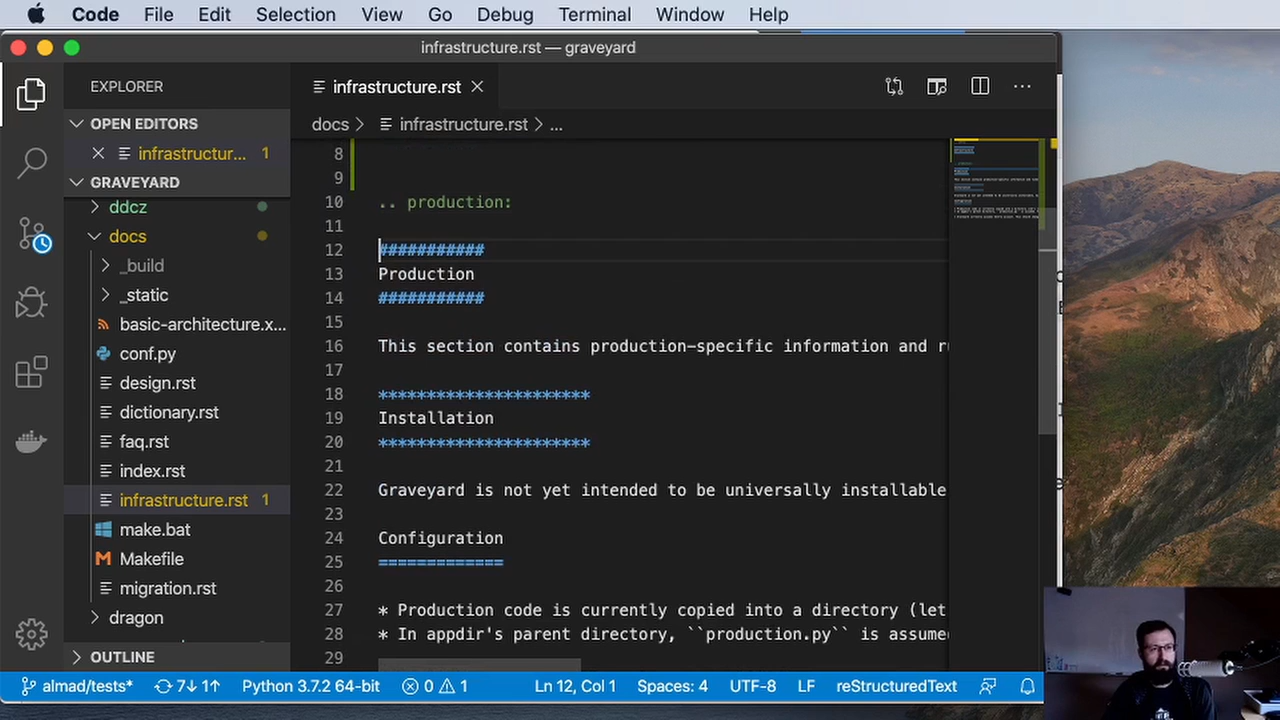 Code File Edit Selection View Go Debug Terminal Window Help
infrastructure.rst — graveyard
EXPLORER
infrastructure.rst
OPEN EDITORS
docs > infrastructure.rst > ...
infrastructur... 1
GRAVEYARD
ddcz
docs
_build
_static
basic-architecture.x...
conf.py
design.rst
dictionary.rst
faq.rst
index.rst
infrastructure.rst 1
make.bat
Makefile
migration.rst
dragon
OUTLINE
8
9
10 .. production:
11
12 ###########
13 Production
14 ###########
15
16 This section contains production-specific information and
17
18 **********************
19 Installation
20 **********************
21
22 Graveyard is not yet intended to be universally installable
23
24 Configuration
25 =============
26
27 * Production code is currently copied into a directory (let
28 * In appdir's parent directory, ``production.py`` is assume
29
almad/tests* 7↓ 1↑ Python 3.7.2 64-bit 0 1 Ln 12, Col 1 Spaces: 4 UTF-8 LF reStructuredText